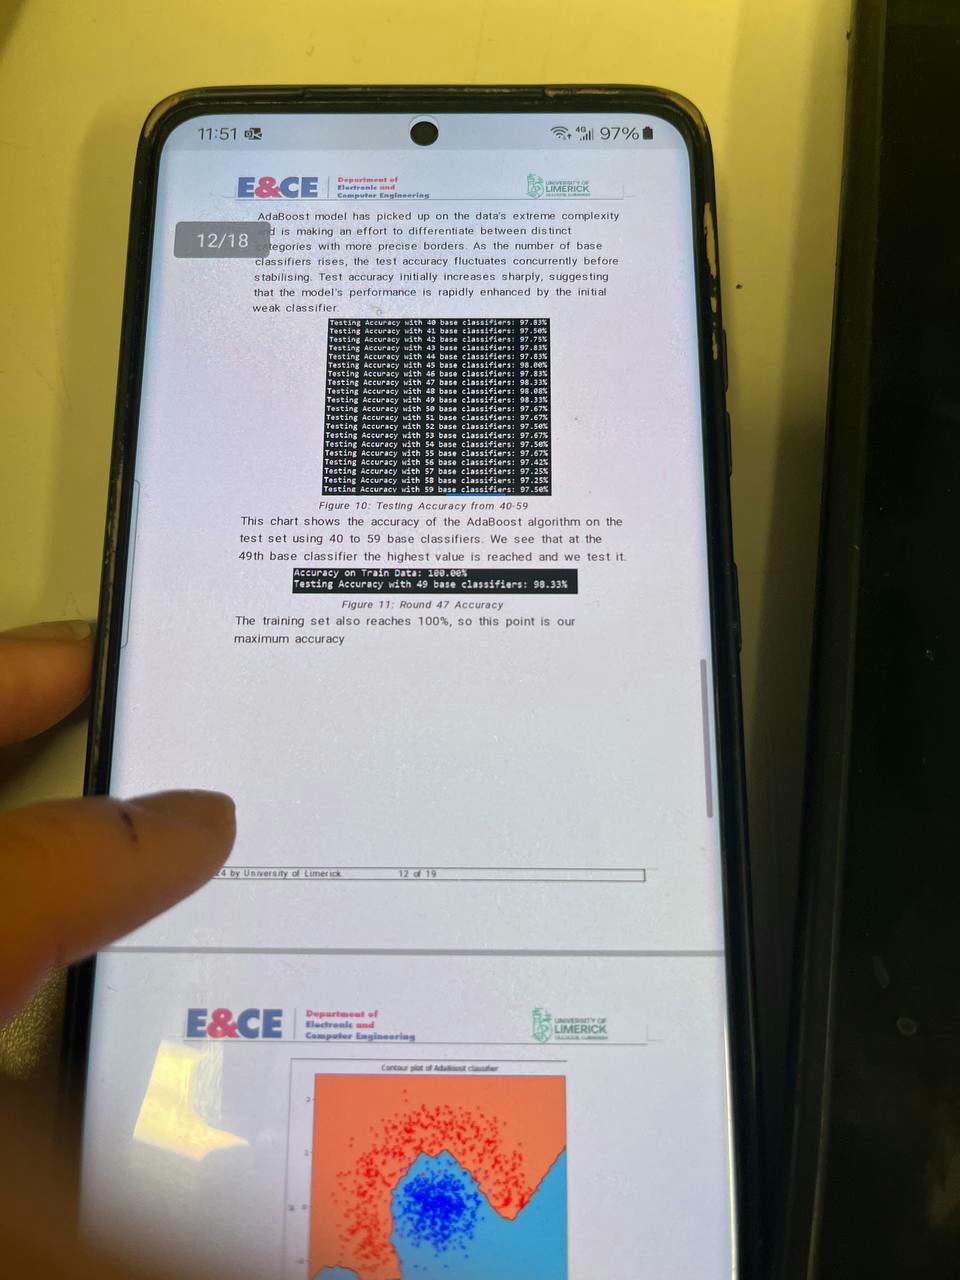 11:51
4G
97%
E&CE
Department of
Electronic and
Computer Engineering
UNIVERSITY OF
LIMERICK
12/18
AdaBoost model has picked up on the data's extreme complexity
is making an effort to differentiate between distinct
categories with more precise borders. As the number of base
classifiers rises, the test accuracy fluctuates concurrently before
stabilising. Test accuracy initially increases sharply, suggesting
that the model's performance is rapidly enhanced by the initial
weak classifier.
Testing Accuracy with 40 base classifiers: 97.83%
Testing Accuracy with 41 base classifiers: 97.50%
Testing Accuracy with 42 base classifiers: 97.75%
Testing Accuracy with 43 base classifiers: 97.83%
Testing Accuracy with 44 base classifiers: 97.83%
Testing Accuracy with 45 base classifiers: 98.00%
Testing Accuracy with 46 base classifiers: 97.83%
Testing Accuracy with 47 base classifiers: 98.33%
Testing Accuracy with 48 base classifiers: 98.08%
Testing Accuracy with 49 base classifiers: 98.33%
Testing Accuracy with 50 base classifiers: 97.67%
Testing Accuracy with 51 base classifiers: 97.67%
Testing Accuracy with 52 base classifiers: 97.50%
Testing Accuracy with 53 base classifiers: 97.67%
Testing Accuracy with 54 base classifiers: 97.50%
Testing Accuracy with 55 base classifiers: 97.67%
Testing Accuracy with 56 base classifiers: 97.42%
Testing Accuracy with 57 base classifiers: 97.25%
Testing Accuracy with 58 base classifiers: 97.25%
Testing Accuracy with 59 base classifiers: 97.50%
Figure 10: Testing Accuracy from 40-59
This chart shows the accuracy of the AdaBoost algorithm on the
test set using 40 to 59 base classifiers. We see that at the
49th base classifier the highest value is reached and we test it.
Accuracy on Train Data: 100.00%
Testing Accuracy with 49 base classifiers: 98.33%
Figure 11: Round 47 Accuracy
The training set also reaches 100%, so this point is our
maximum accuracy
by University of Limerick.
12 of 19
E&CE
Department of
Electronic and
Computer Engineering
UNIVERSITY OF
LIMERICK
Contour plot of AdaBoost classifier
2
1
0